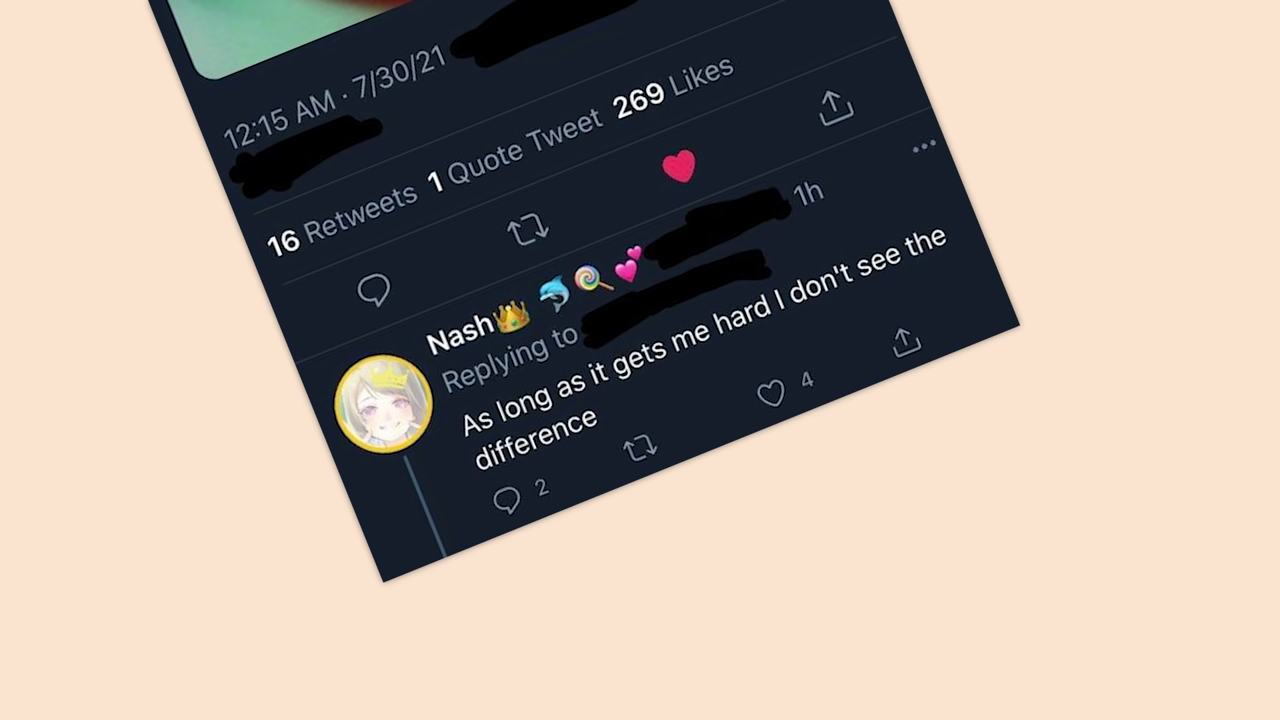 12:15 AM · 7/30/21
16 Retweets 1 Quote Tweet 269 Likes
Nash 1h
Replying to
As long as it gets me hard I don't see the
difference
2 4